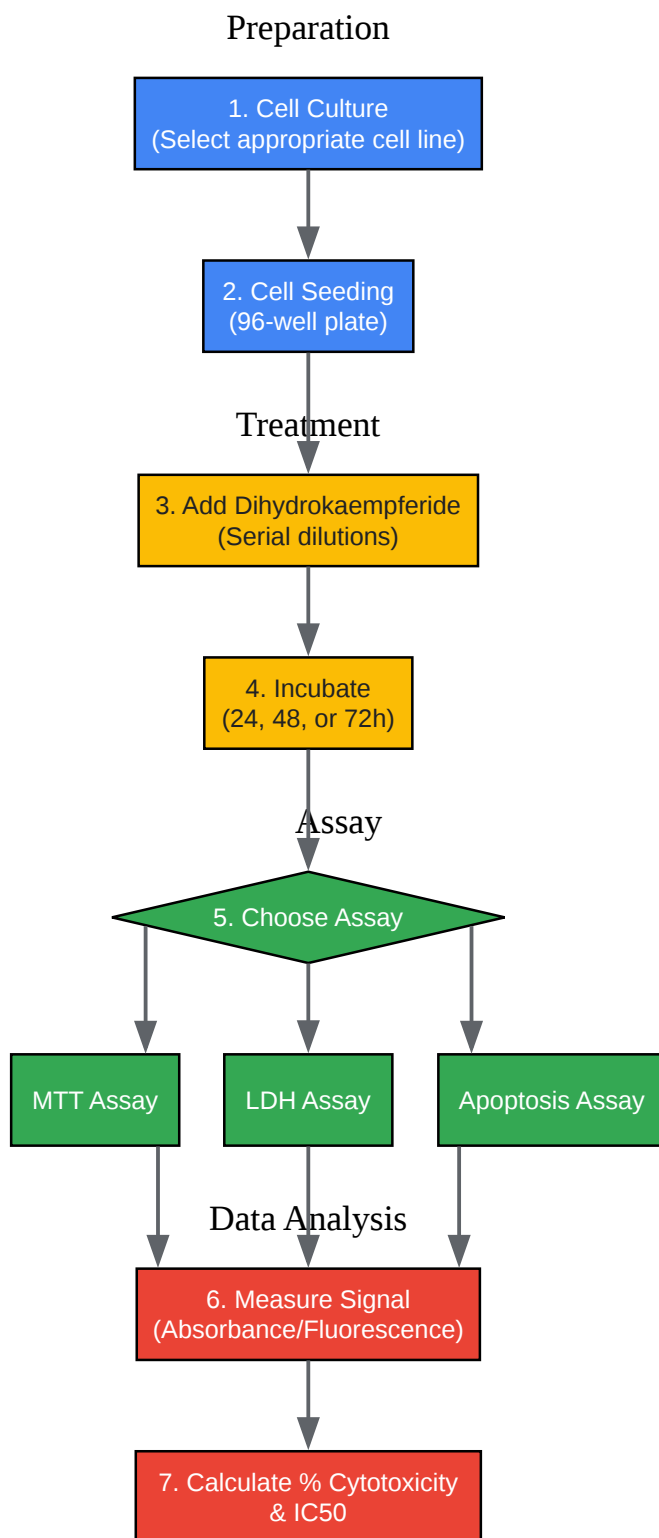 Preparation
1. Cell Culture
(Select appropriate cell line)
2. Cell Seeding
(96-well plate)
Treatment
3. Add Dihydrokaempferide
(Serial dilutions)
4. Incubate
(24, 48, or 72h)
Assay
5. Choose Assay
MTT Assay
LDH Assay
Apoptosis Assay
Data Analysis
6. Measure Signal
(Absorbance/Fluorescence)
7. Calculate % Cytotoxicity
& IC50